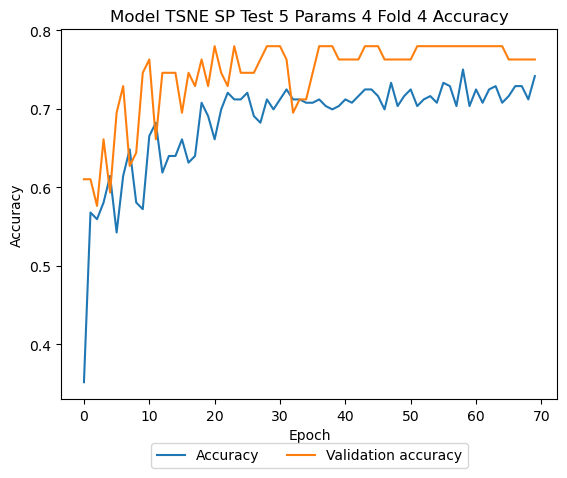 Model TSNE SP Test 5 Params 4 Fold 4 Accuracy
0.8
0.7
0.6
0.5
0.4
Accuracy
0 10 20 30 40 50 60 70
Epoch
Accuracy Validation accuracy